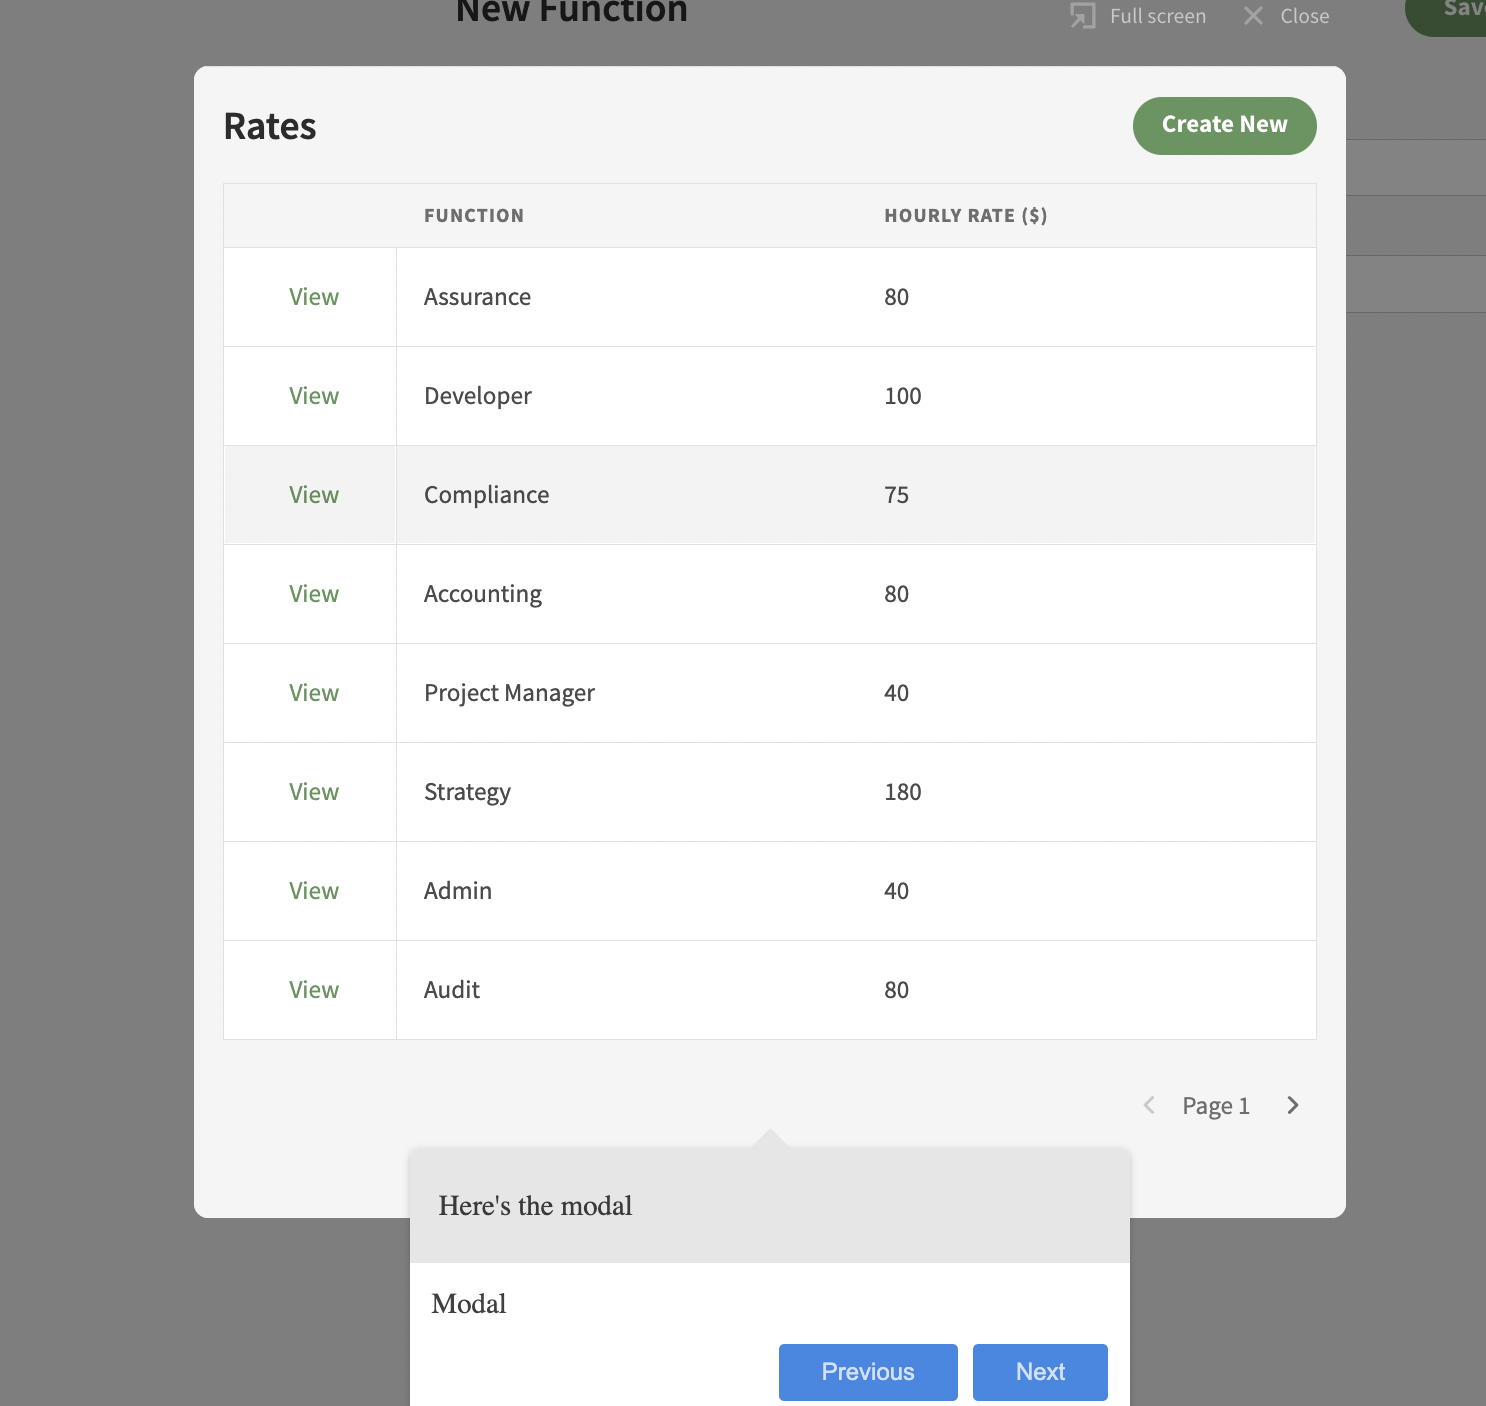 New Function
Full screen
Close
Rates
Create New
FUNCTION
HOURLY RATE ($)
View
Assurance
80
View
Developer
100
View
Compliance
75
View
Accounting
80
View
Project Manager
40
View
Strategy
180
View
Admin
40
View
Audit
80
Page 1
Here's the modal
Modal
Previous
Next